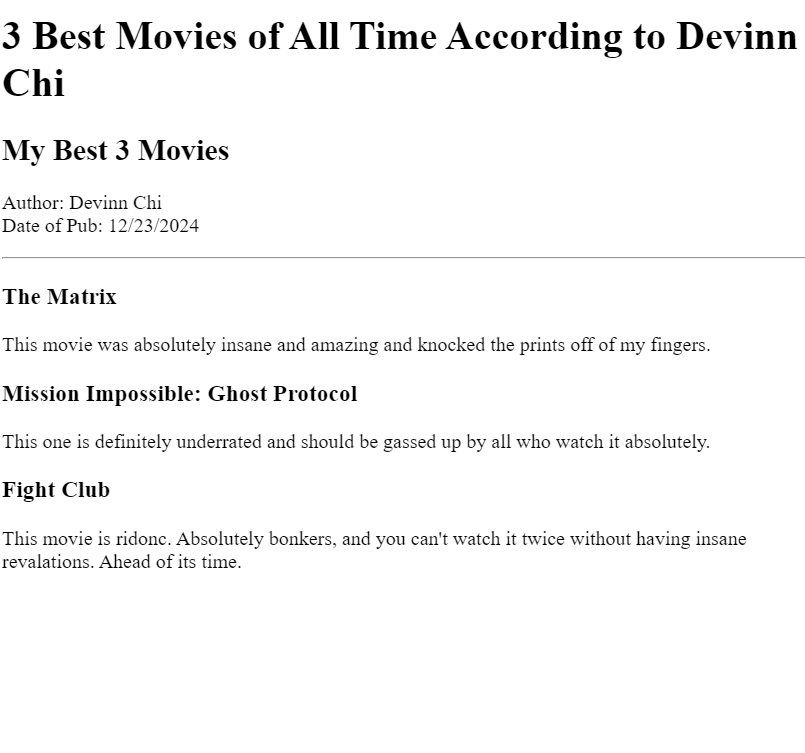 3 Best Movies of All Time According to Devinn
Chi
My Best 3 Movies
Author: Devinn Chi
Date of Pub: 12/23/2024
The Matrix
This movie was absolutely insane and amazing and knocked the prints off of my fingers.
Mission Impossible: Ghost Protocol
This one is definitely underrated and should be gassed up by all who watch it absolutely.
Fight Club
This movie is ridonc. Absolutely bonkers, and you can't watch it twice without having insane
revalations. Ahead of its time.